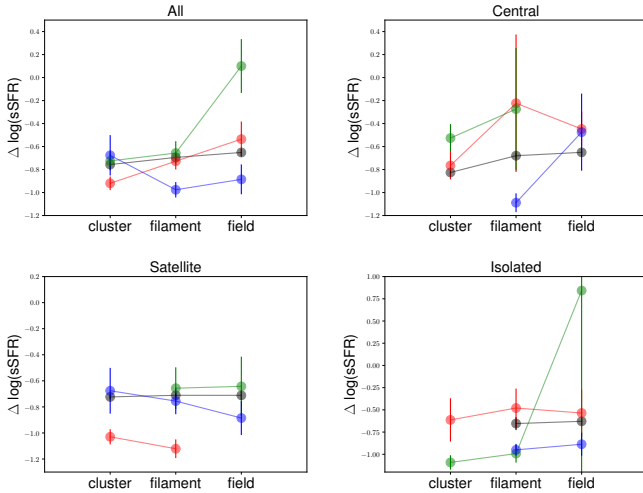 All
Δ log(sSFR)
0.4
0.2
0.0
−0.2
−0.4
−0.6
−0.8
−1.0
−1.2
cluster filament field
Central
Δ log(sSFR)
0.4
0.2
0.0
−0.2
−0.4
−0.6
−0.8
−1.0
−1.2
cluster filament field
Satellite
Δ log(sSFR)
0.2
0.0
−0.2
−0.4
−0.6
−0.8
−1.0
−1.2
cluster filament field
Isolated
Δ log(sSFR)
1.00
0.75
0.50
0.25
0.00
−0.25
−0.50
−0.75
−1.00
cluster filament field